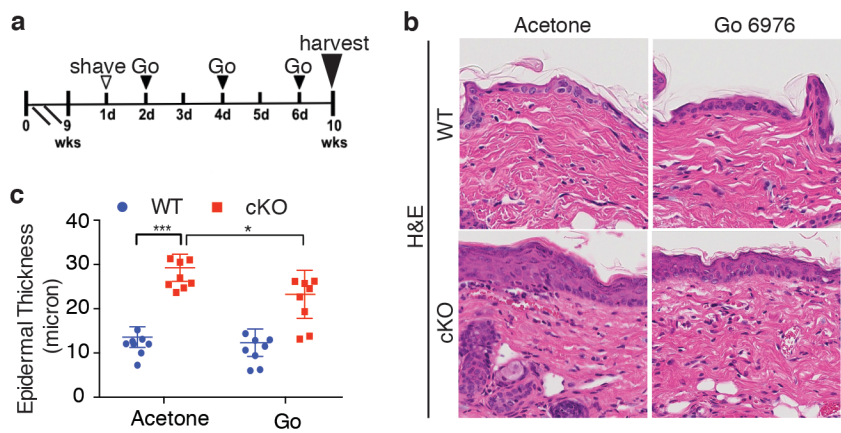 a
harvest
shave Go Go Go
0 9 1d 2d 3d 4d 5d 6d 10
wks wks
b
Acetone Go 6976
WT
H&E
cKO
c
WT cKO
Epidermal Thickness
(micron)
40
30
20
10
0
*** *
Acetone Go